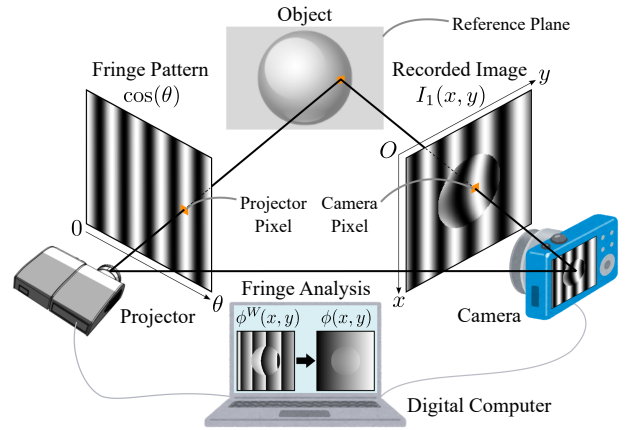 Object
Reference Plane
Fringe Pattern
cos(θ)
Recorded Image
I₁(x, y)
y
O
Projector
Pixel
Camera
Pixel
0
θ
x
Projector
Fringe Analysis
ϕᵂ(x, y)
ϕ(x, y)
Camera
Digital Computer